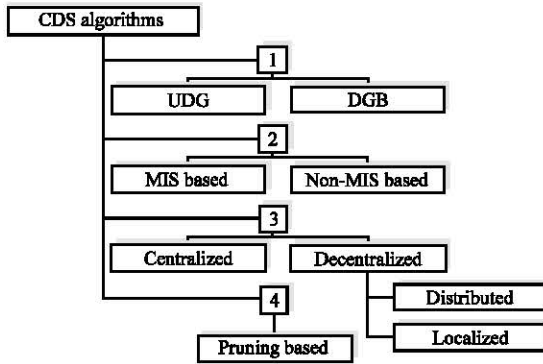 CDS algorithms
1
UDG
DGB
2
MIS based
Non-MIS based
3
Centralized
Decentralized
Distributed
4
Localized
Pruning based